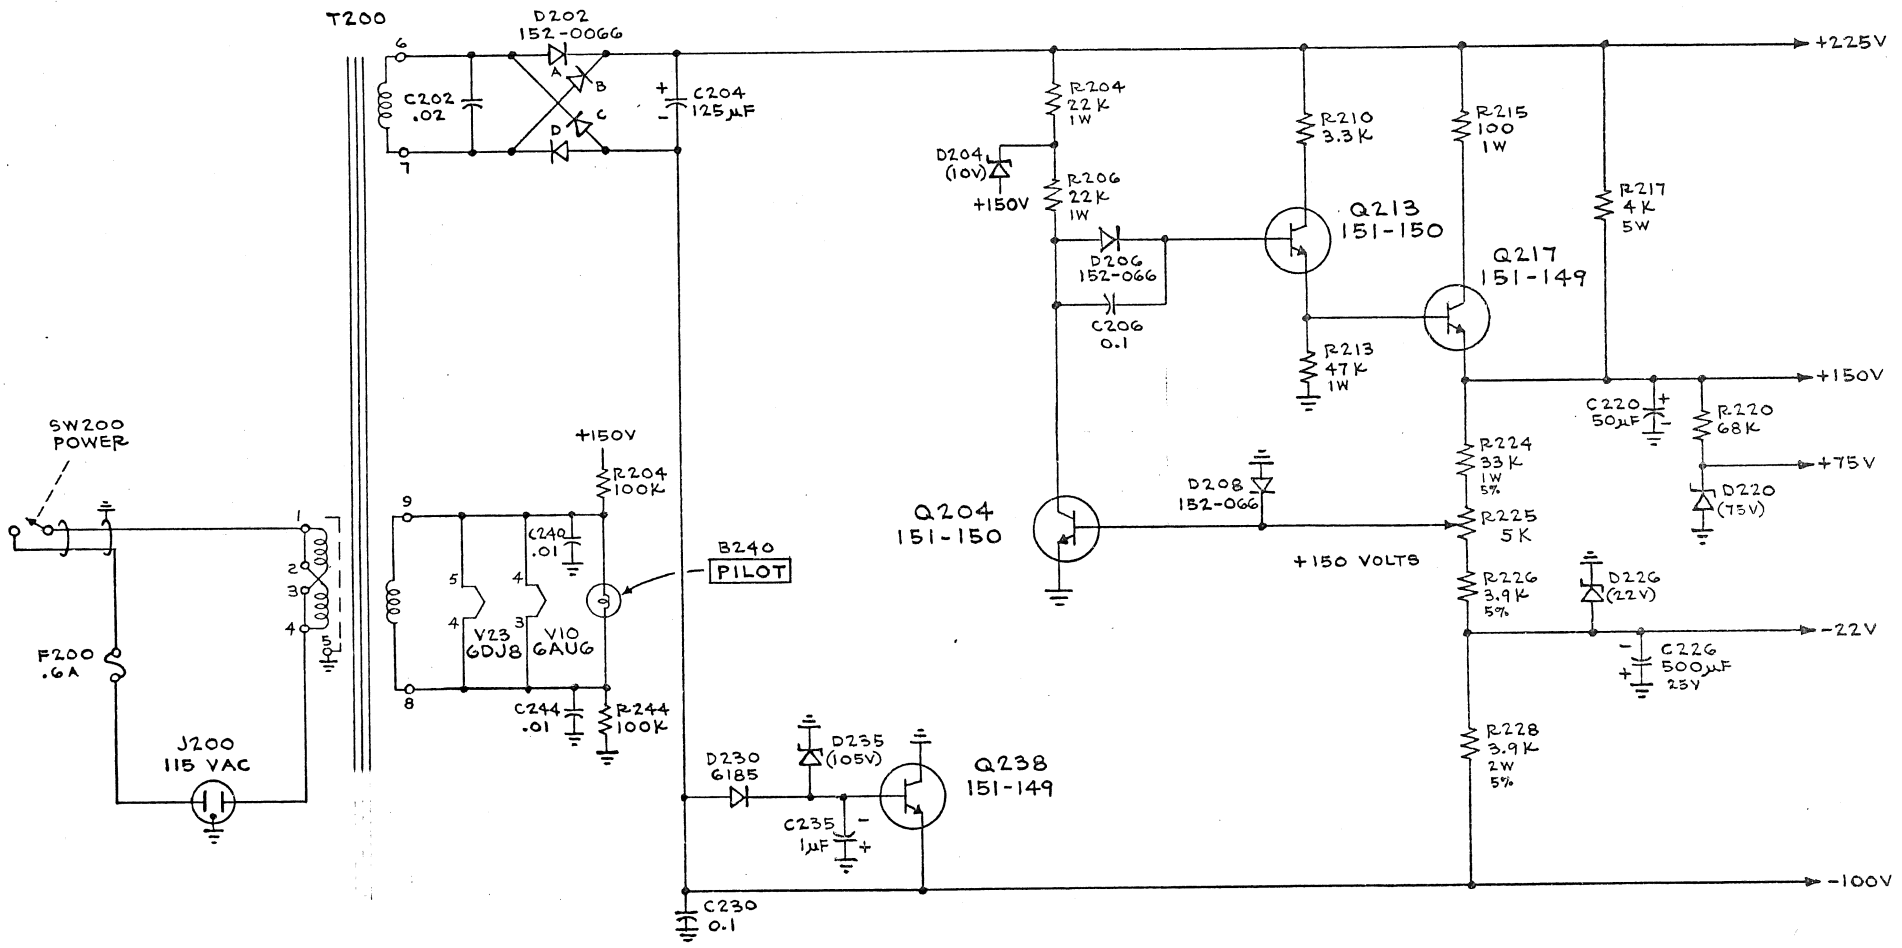 T200
D202
152-0066
6
7
A
B
C
D
C202
.02
+
-
C204
125µF
R204
22K
1W
D204
(10V)
+150V
R206
22K
1W
D206
152-066
C206
0.1
R210
3.3K
Q213
151-150
R213
47K
1W
R215
100
1W
Q217
151-149
R217
4K
5W
+225V
+150V
C220
50µF
+
-
R220
68K
+75V
D220
(75V)
R224
33K
1W
5%
R225
5K
+150 VOLTS
D208
152-066
Q204
151-150
R226
3.9K
5%
D226
(22V)
-22V
-
+
C226
500µF
25V
R228
3.9K
2W
5%
-100V
SW200
POWER
1
2
3
4
5
F200
.6A
J200
115 VAC
+150V
R204
100K
9
8
C240
.01
5
4
4
3
V23
6DJ8
V10
6AU6
B240
PILOT
C244
.01
R244
100K
D230
6185
D235
(105V)
C235
1µF
-
+
Q238
151-149
C230
0.1